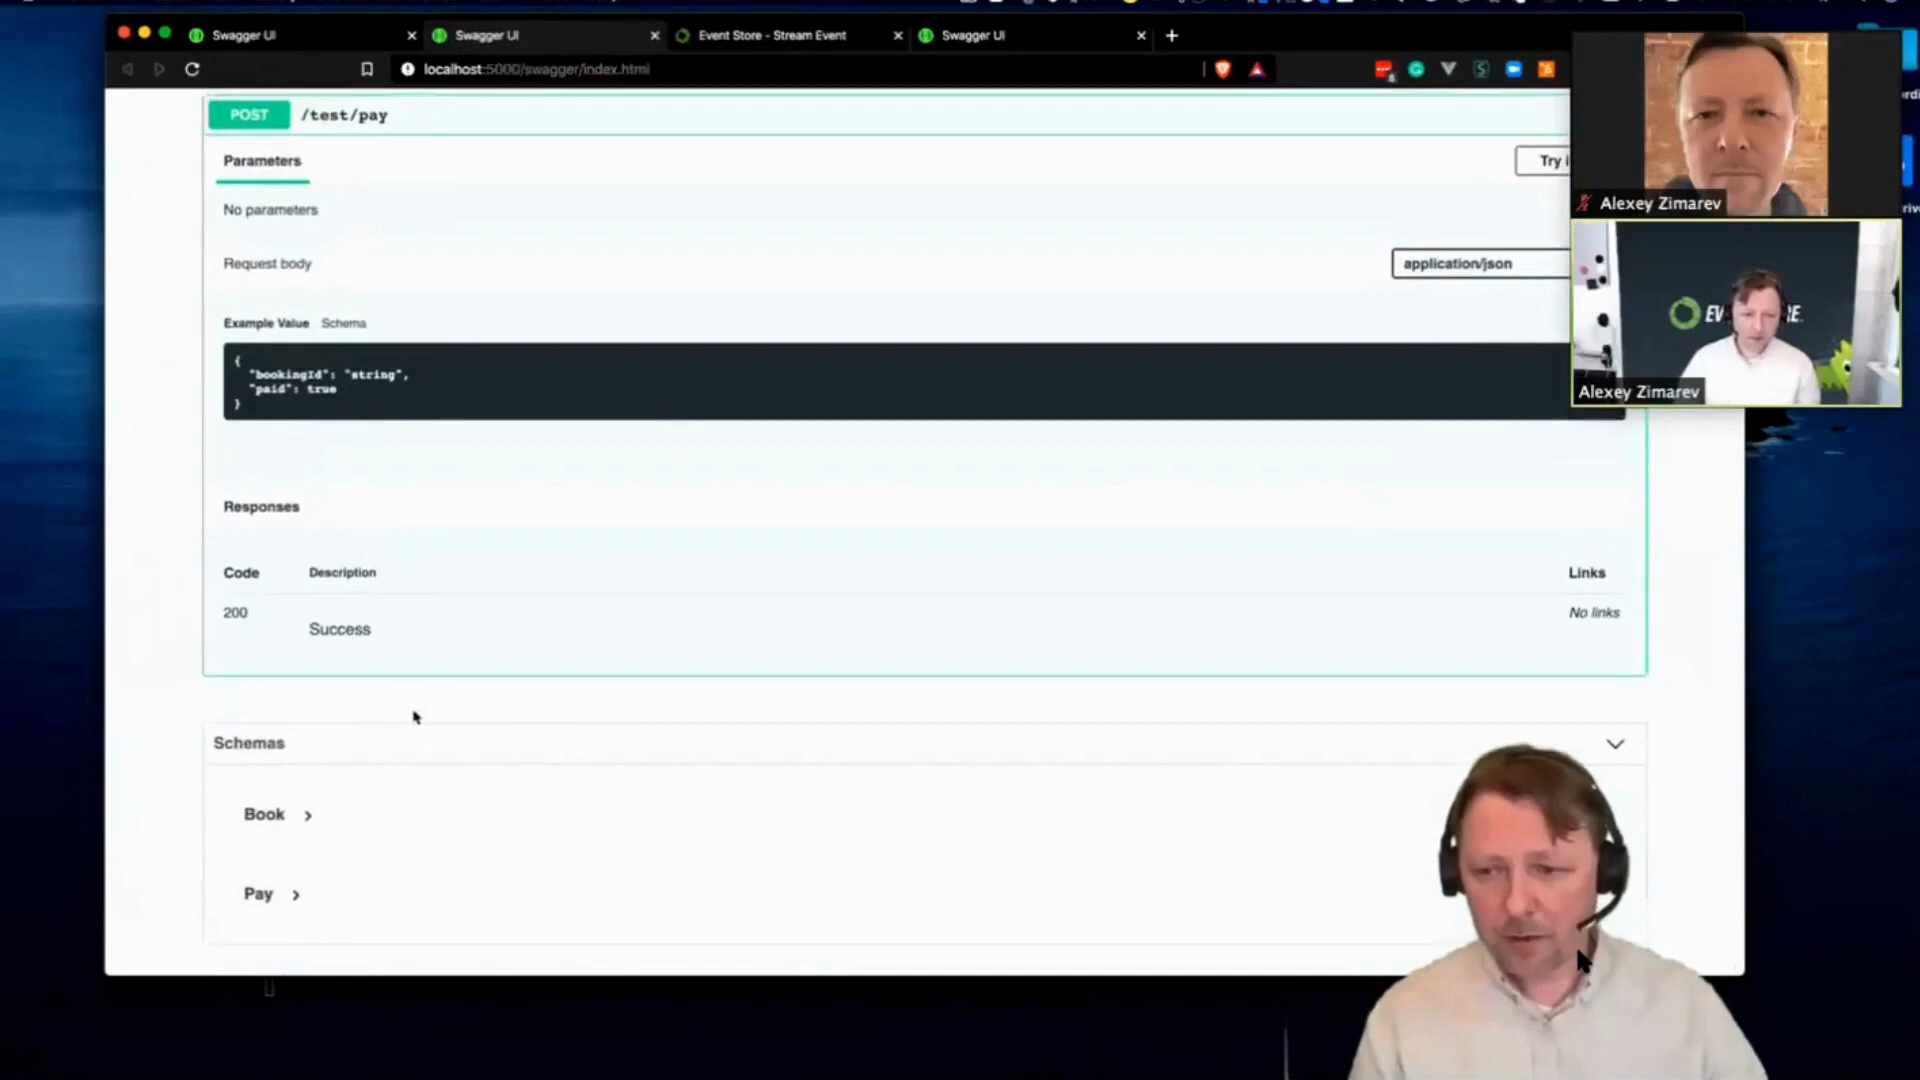 Swagger UI
Swagger UI
Event Store - Stream Event
Swagger UI
localhost:5000/swagger/index.html
POST /test/pay
Parameters
Try i
No parameters
Request body
application/json
Example Value Schema
{
"bookingId": "string",
"paid": true
}
Responses
Code Description Links
200 Success No links
Schemas
Book
Pay
Alexey Zimarev
Alexey Zimarev